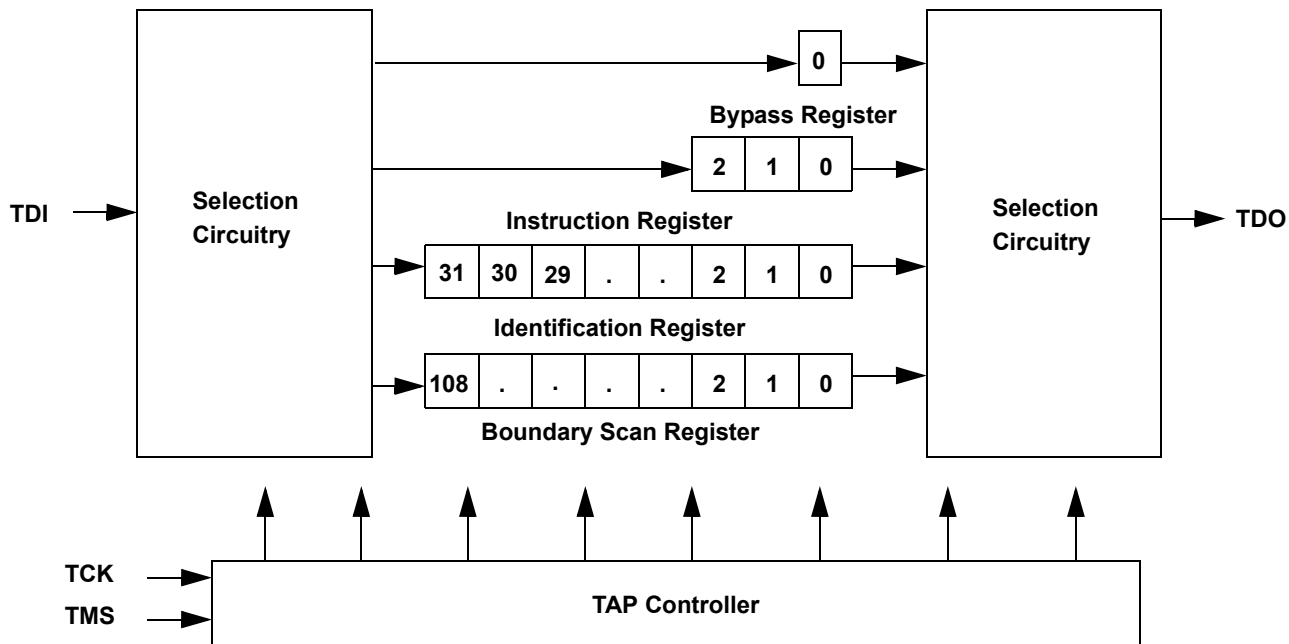 0
Bypass Register
2 1 0
Selection
Circuitry
Selection
Circuitry
TDI
TDO
Instruction Register
31 30 29 . . 2 1 0
Identification Register
108 . . . . 2 1 0
Boundary Scan Register
TCK
TMS
TAP Controller